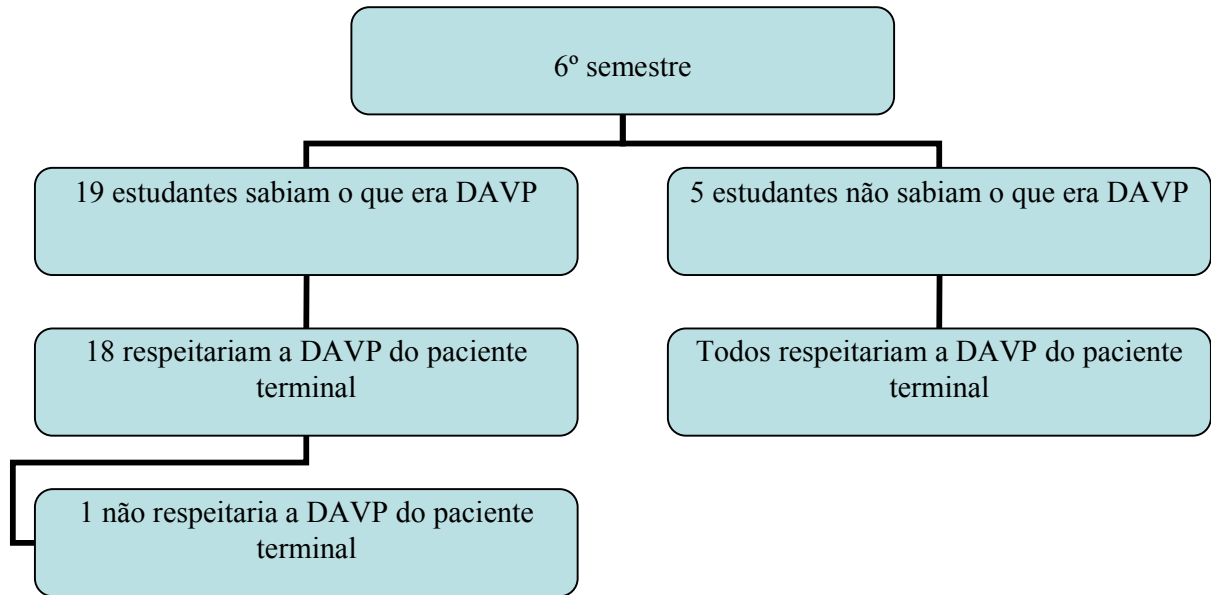 6º semestre
19 estudantes sabiam o que era DAVP
5 estudantes não sabiam o que era DAVP
18 respeitariam a DAVP do paciente
terminal
Todos respeitariam a DAVP do paciente
terminal
1 não respeitaria a DAVP do paciente
terminal